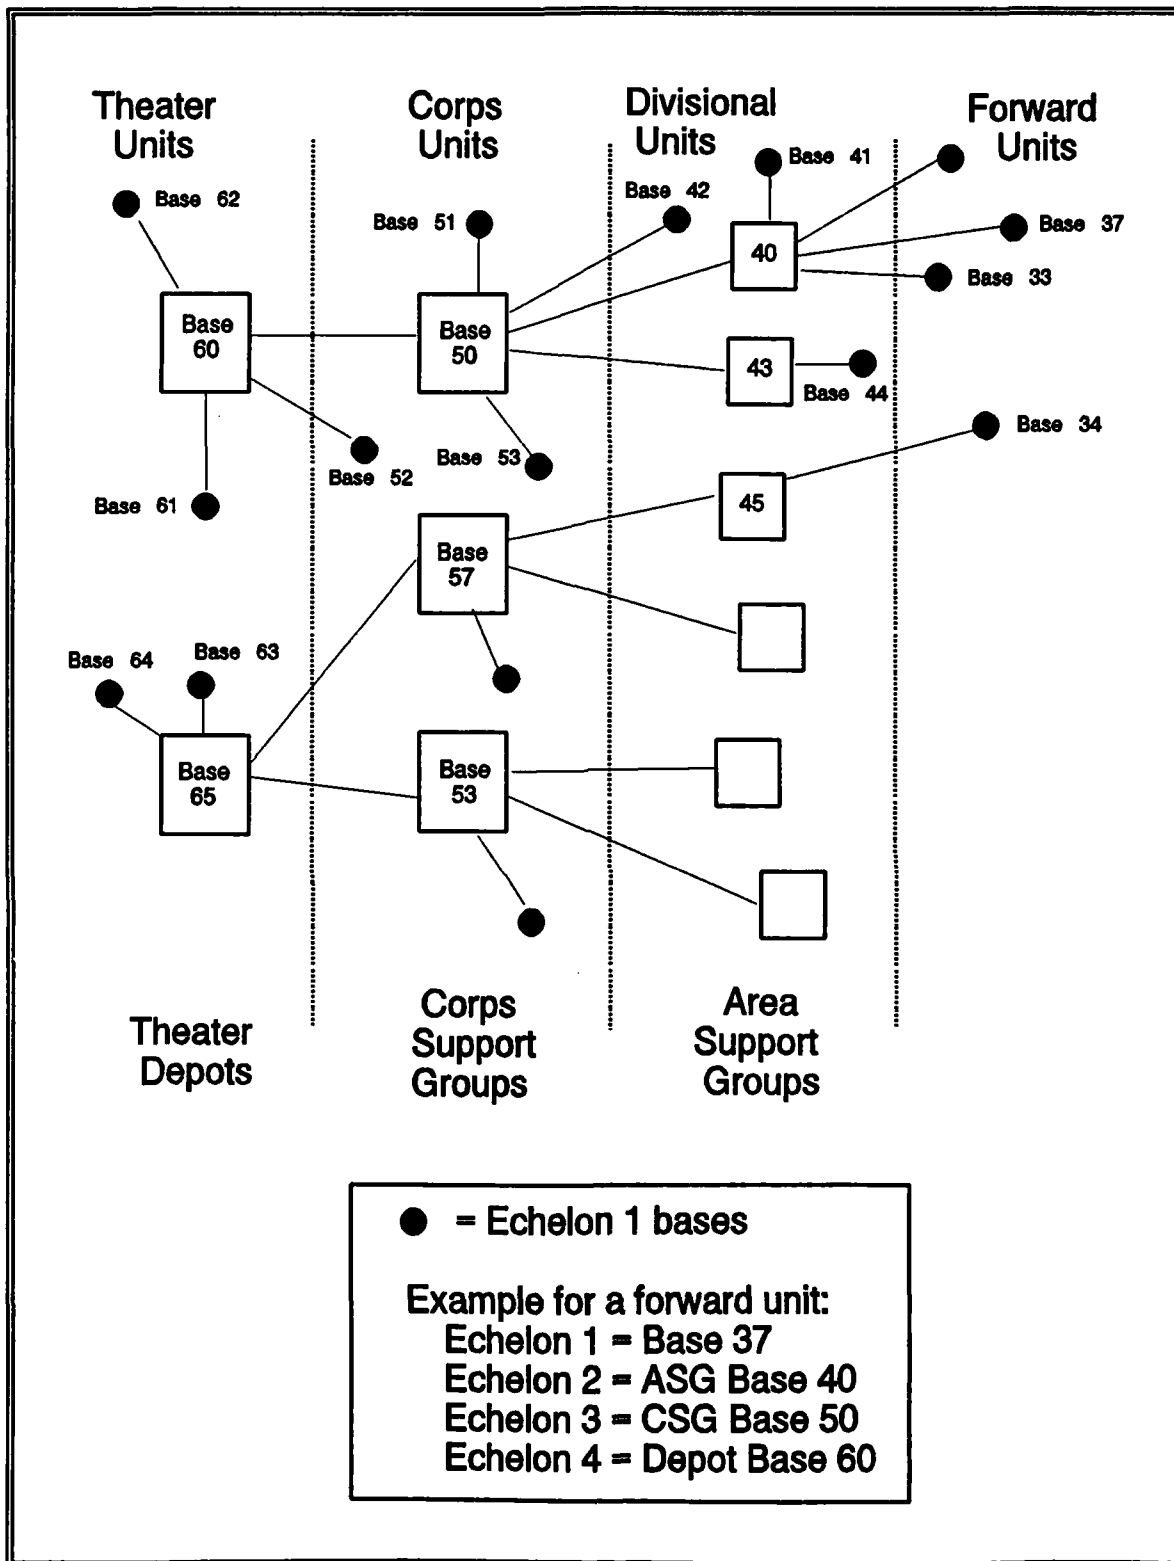 Theater
Units
Corps
Units
Divisional
Units
Forward
Units
Base 62
Base 51
Base 42
Base 41
Base 37
Base 33
40
Base
60
Base
50
43
Base 44
Base 34
Base 53
Base 52
Base 61
45
Base
57
Base 64
Base 63
Base
65
Base
53
Theater
Depots
Corps
Support
Groups
Area
Support
Groups
= Echelon 1 bases
Example for a forward unit:
Echelon 1 = Base 37
Echelon 2 = ASG Base 40
Echelon 3 = CSG Base 50
Echelon 4 = Depot Base 60